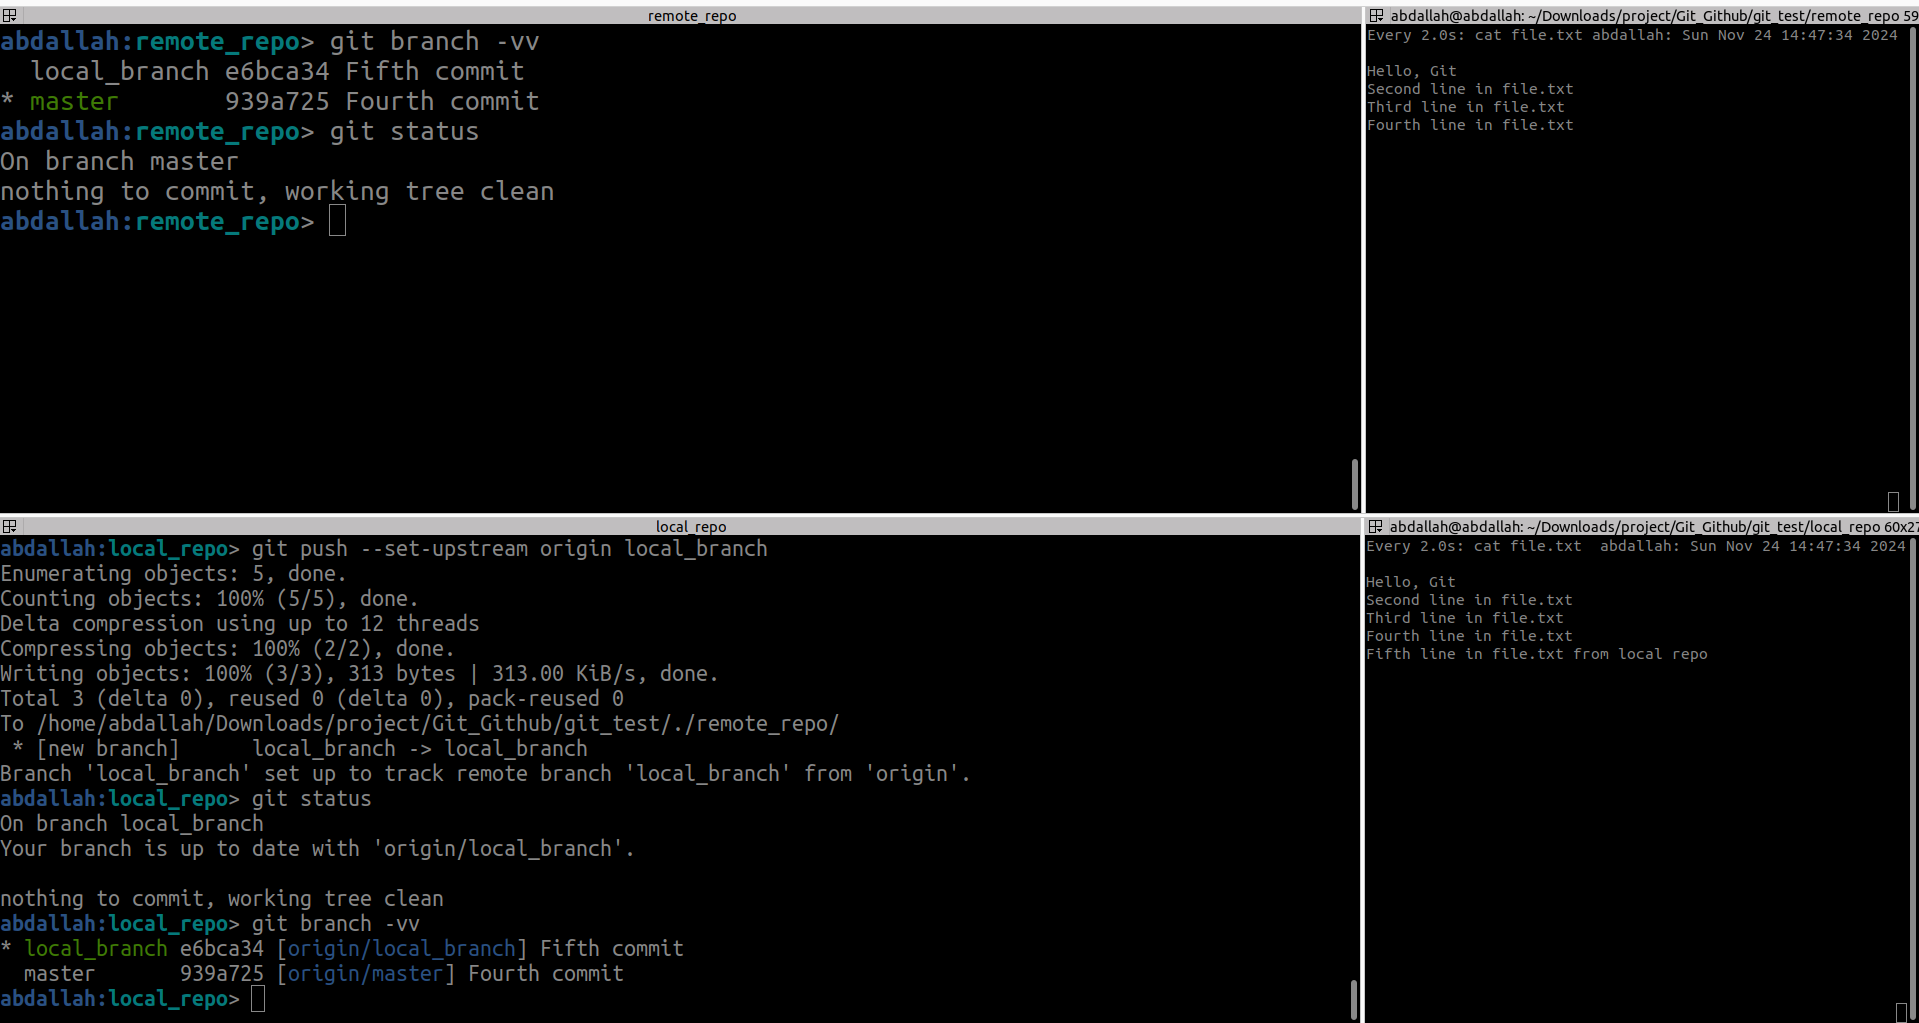 remote_repo
abdallah:remote_repo> git branch -vv
  local_branch e6bca34 Fifth commit
* master       939a725 Fourth commit
abdallah:remote_repo> git status
On branch master
nothing to commit, working tree clean
abdallah:remote_repo>
abdallah@abdallah: ~/Downloads/project/Git_Github/git_test/remote_repo 59
Every 2.0s: cat file.txt abdallah: Sun Nov 24 14:47:34 2024
Hello, Git
Second line in file.txt
Third line in file.txt
Fourth line in file.txt
local_repo
abdallah:local_repo> git push --set-upstream origin local_branch
Enumerating objects: 5, done.
Counting objects: 100% (5/5), done.
Delta compression using up to 12 threads
Compressing objects: 100% (2/2), done.
Writing objects: 100% (3/3), 313 bytes | 313.00 KiB/s, done.
Total 3 (delta 0), reused 0 (delta 0), pack-reused 0
To /home/abdallah/Downloads/project/Git_Github/git_test/./remote_repo/
 * [new branch]      local_branch -> local_branch
Branch 'local_branch' set up to track remote branch 'local_branch' from 'origin'.
abdallah:local_repo> git status
On branch local_branch
Your branch is up to date with 'origin/local_branch'.
nothing to commit, working tree clean
abdallah:local_repo> git branch -vv
* local_branch e6bca34 [origin/local_branch] Fifth commit
  master       939a725 [origin/master] Fourth commit
abdallah:local_repo>
abdallah@abdallah: ~/Downloads/project/Git_Github/git_test/local_repo 60x27
Every 2.0s: cat file.txt  abdallah: Sun Nov 24 14:47:34 2024
Hello, Git
Second line in file.txt
Third line in file.txt
Fourth line in file.txt
Fifth line in file.txt from local repo